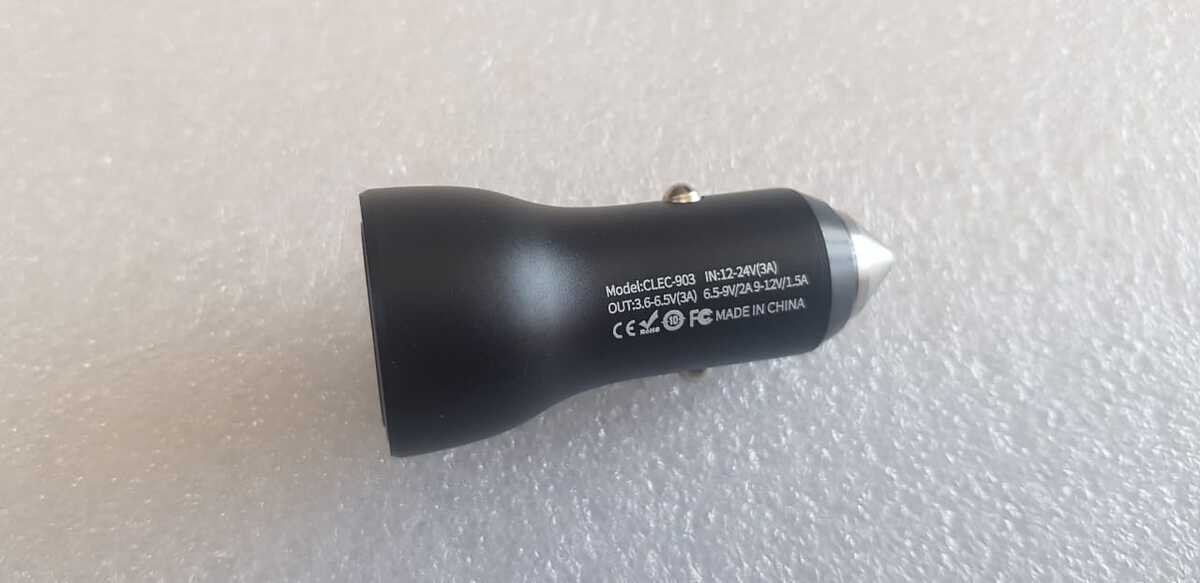 Model:CLEC-903 IN:12-24V(3A)
OUT:3.6-6.5V(3A) 6.5-9V/2A 9-12V/1.5A
CE RoHS 10 FC MADE IN CHINA